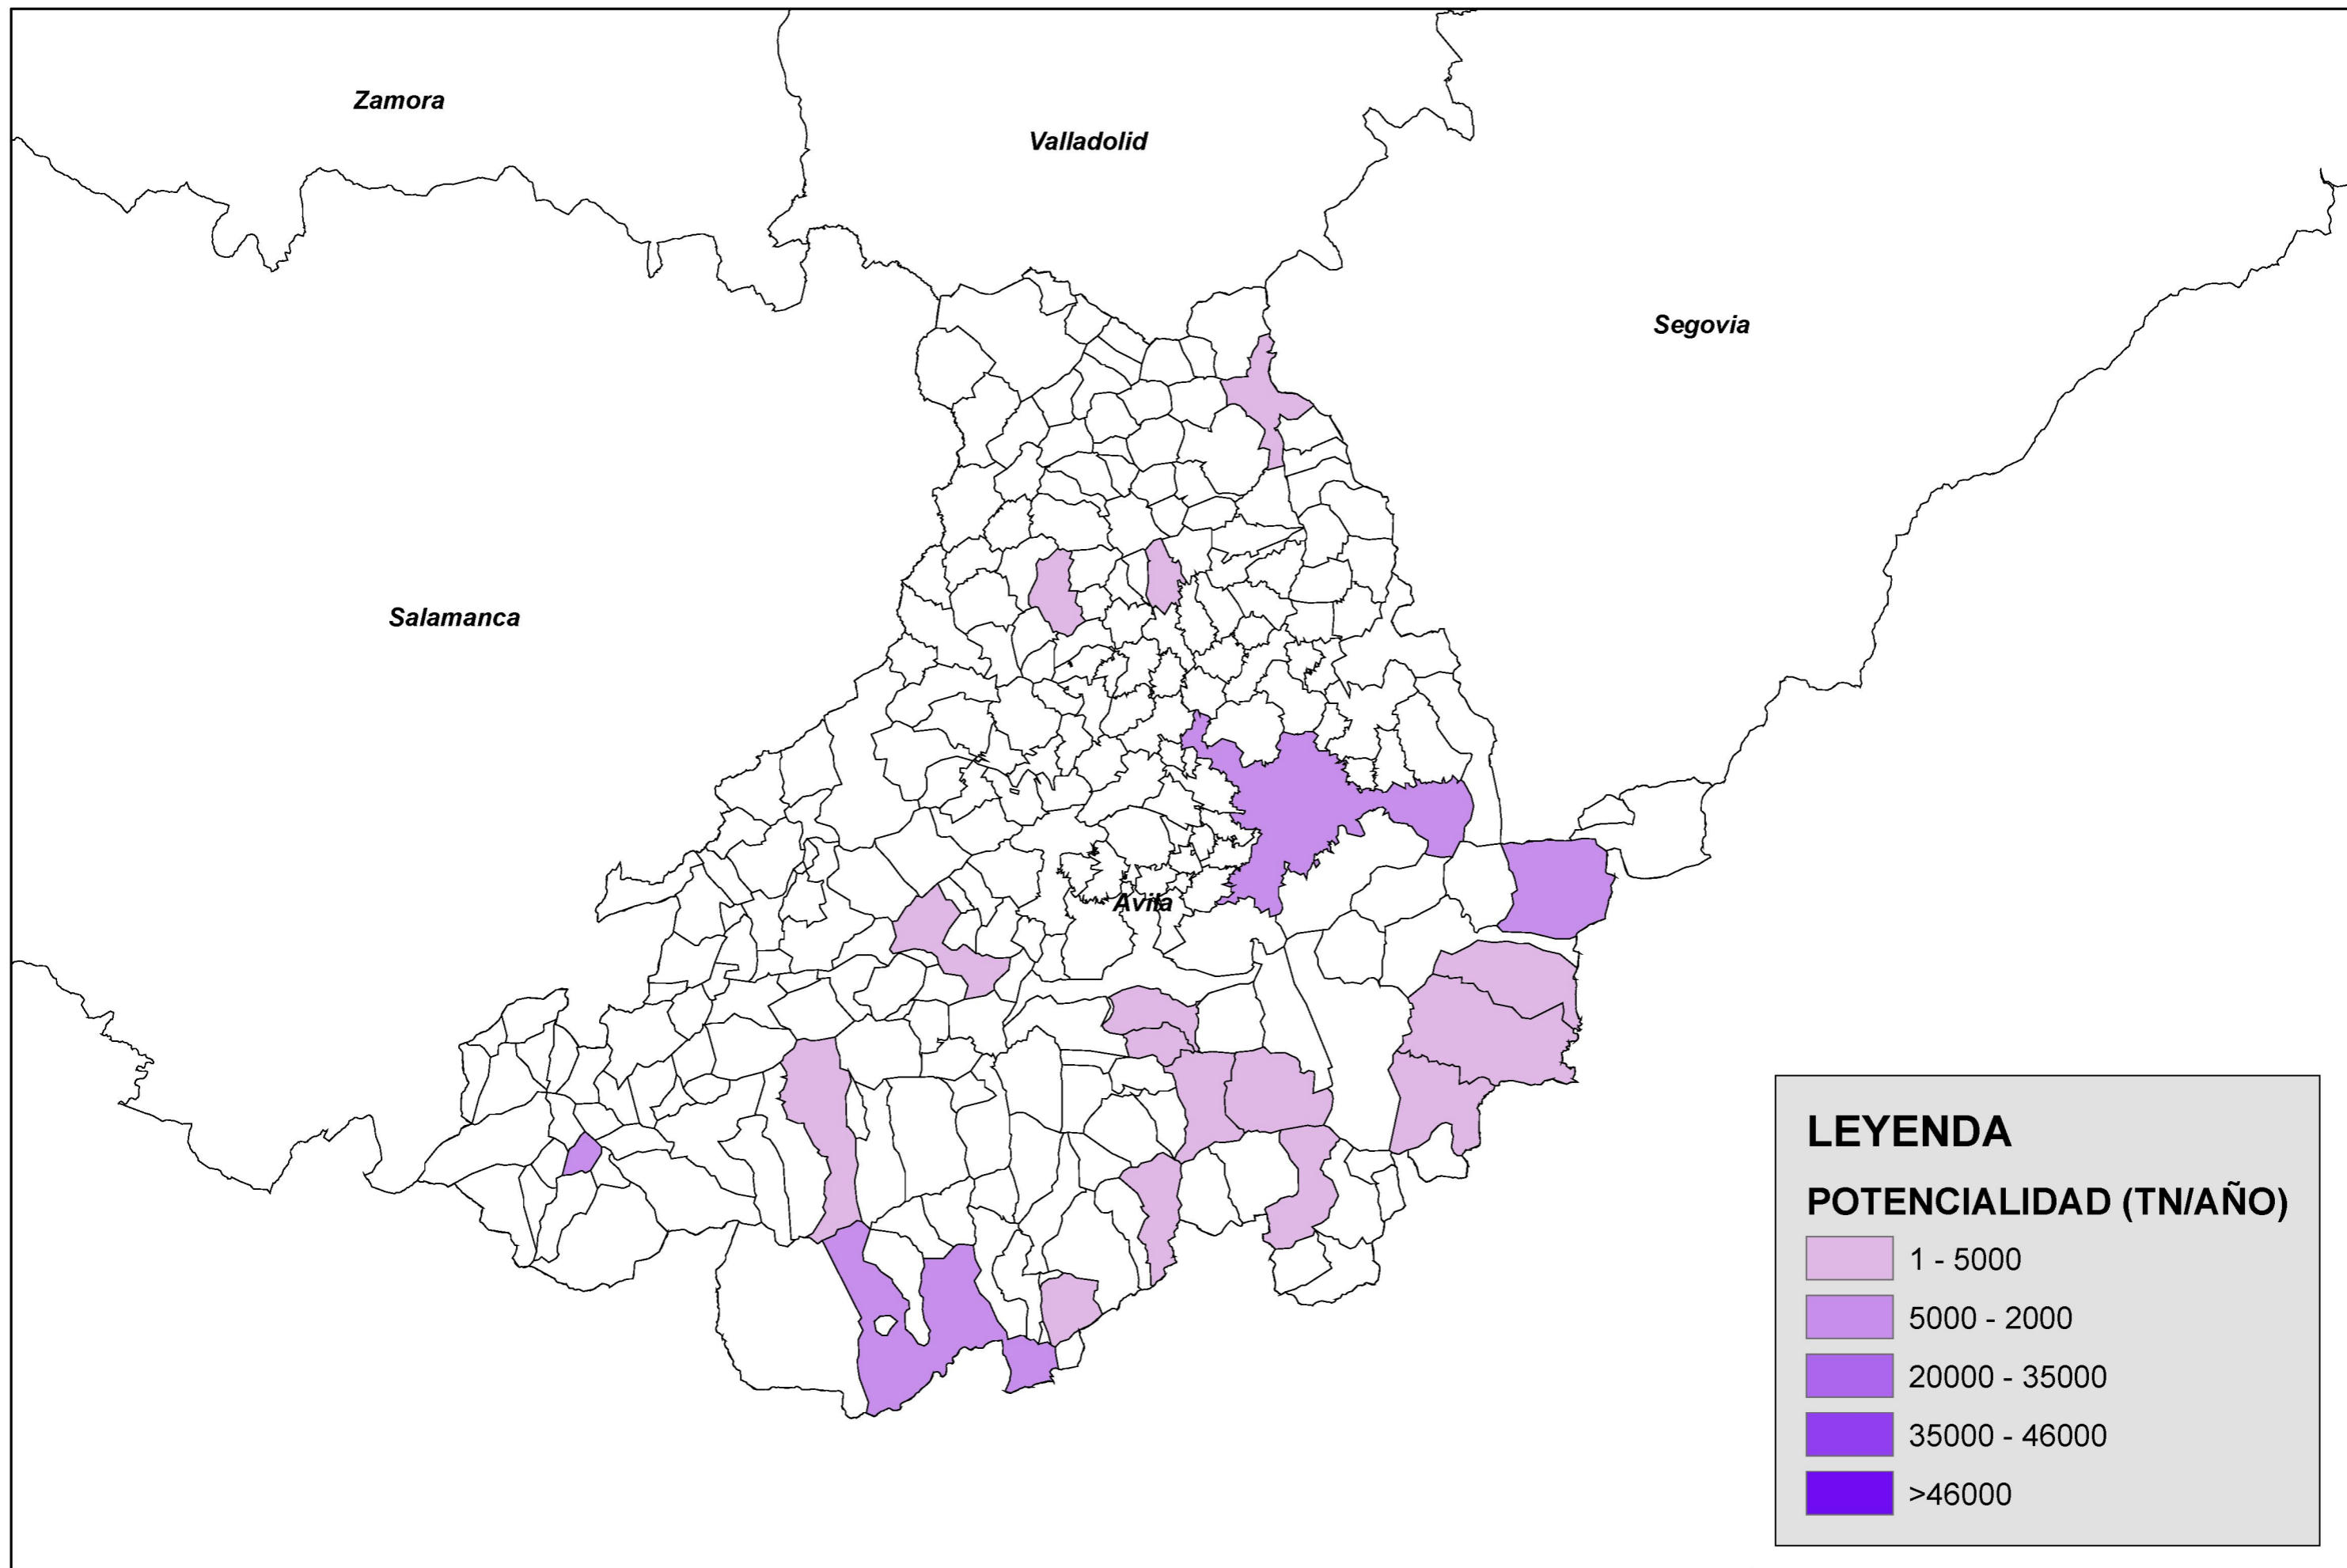 Zamora
Valladolid
Segovia
Salamanca
Avila
LEYENDA
POTENCIALIDAD (TN/AÑO)
1 - 5000
5000 - 2000
20000 - 35000
35000 - 46000
>46000